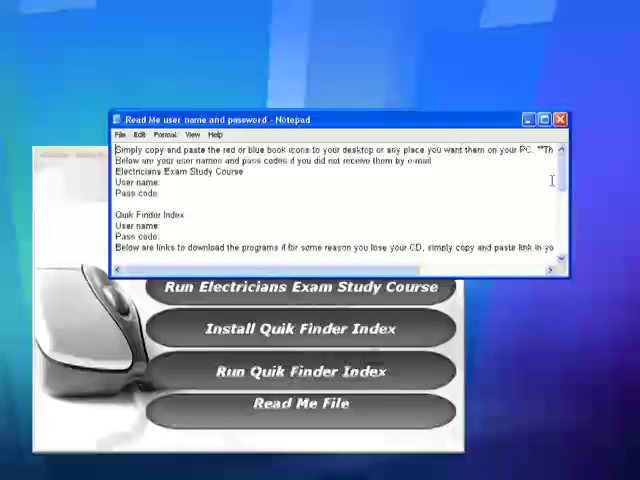 Read Me user name and password - Notepad
File Edit Format View Help
Simply copy and paste the red or blue book icons to your desktop or any place you want them on your PC. **Th
Below are your user names and pass codes if you did not receive them by e-mail
Electricians Exam Study Course
User name:
Pass code:
Quik Finder Index
User name:
Pass code:
Below are links to download the programs if for some reason you lose your CD, simply copy and paste link in yo
Run Electricians Exam Study Course
Install Quik Finder Index
Run Quik Finder Index
Read Me File